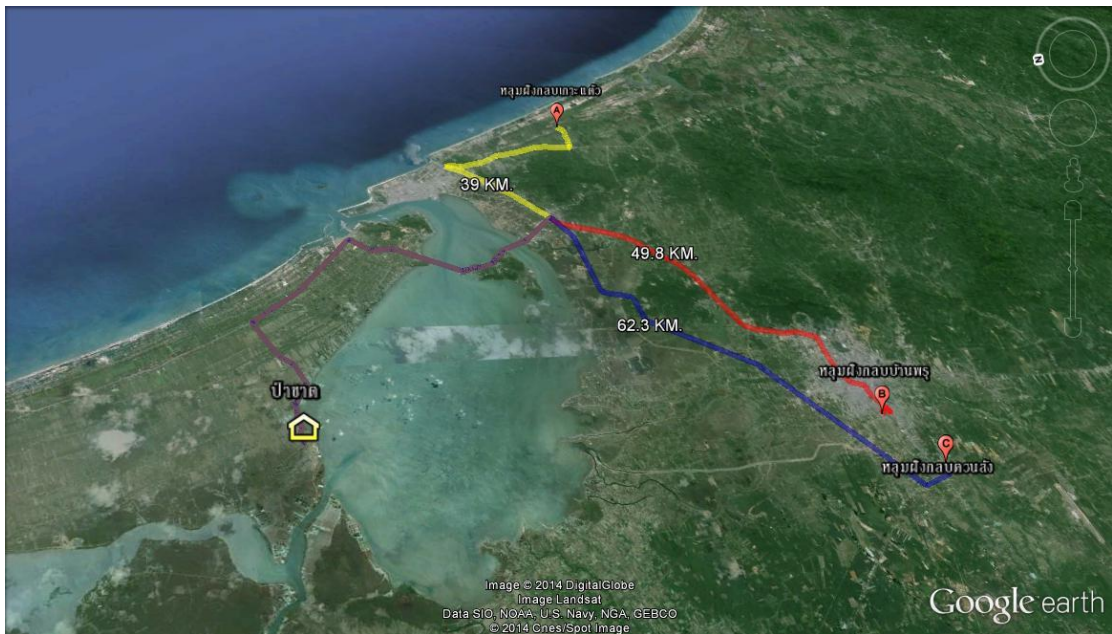 หลุมฝังกลบเกาะแต้ว
A
39 KM.
49.8 KM.
62.3 KM.
หลุมฝังกลบบ้านพรุ
ป่าขาด
B
C
หลุมฝังกลบควนลัง
Image © 2014 DigitalGlobe
Image Landsat
Data SIO, NOAA, U.S. Navy, NGA, GEBCO
© 2014 Cnes/Spot Image
Google earth